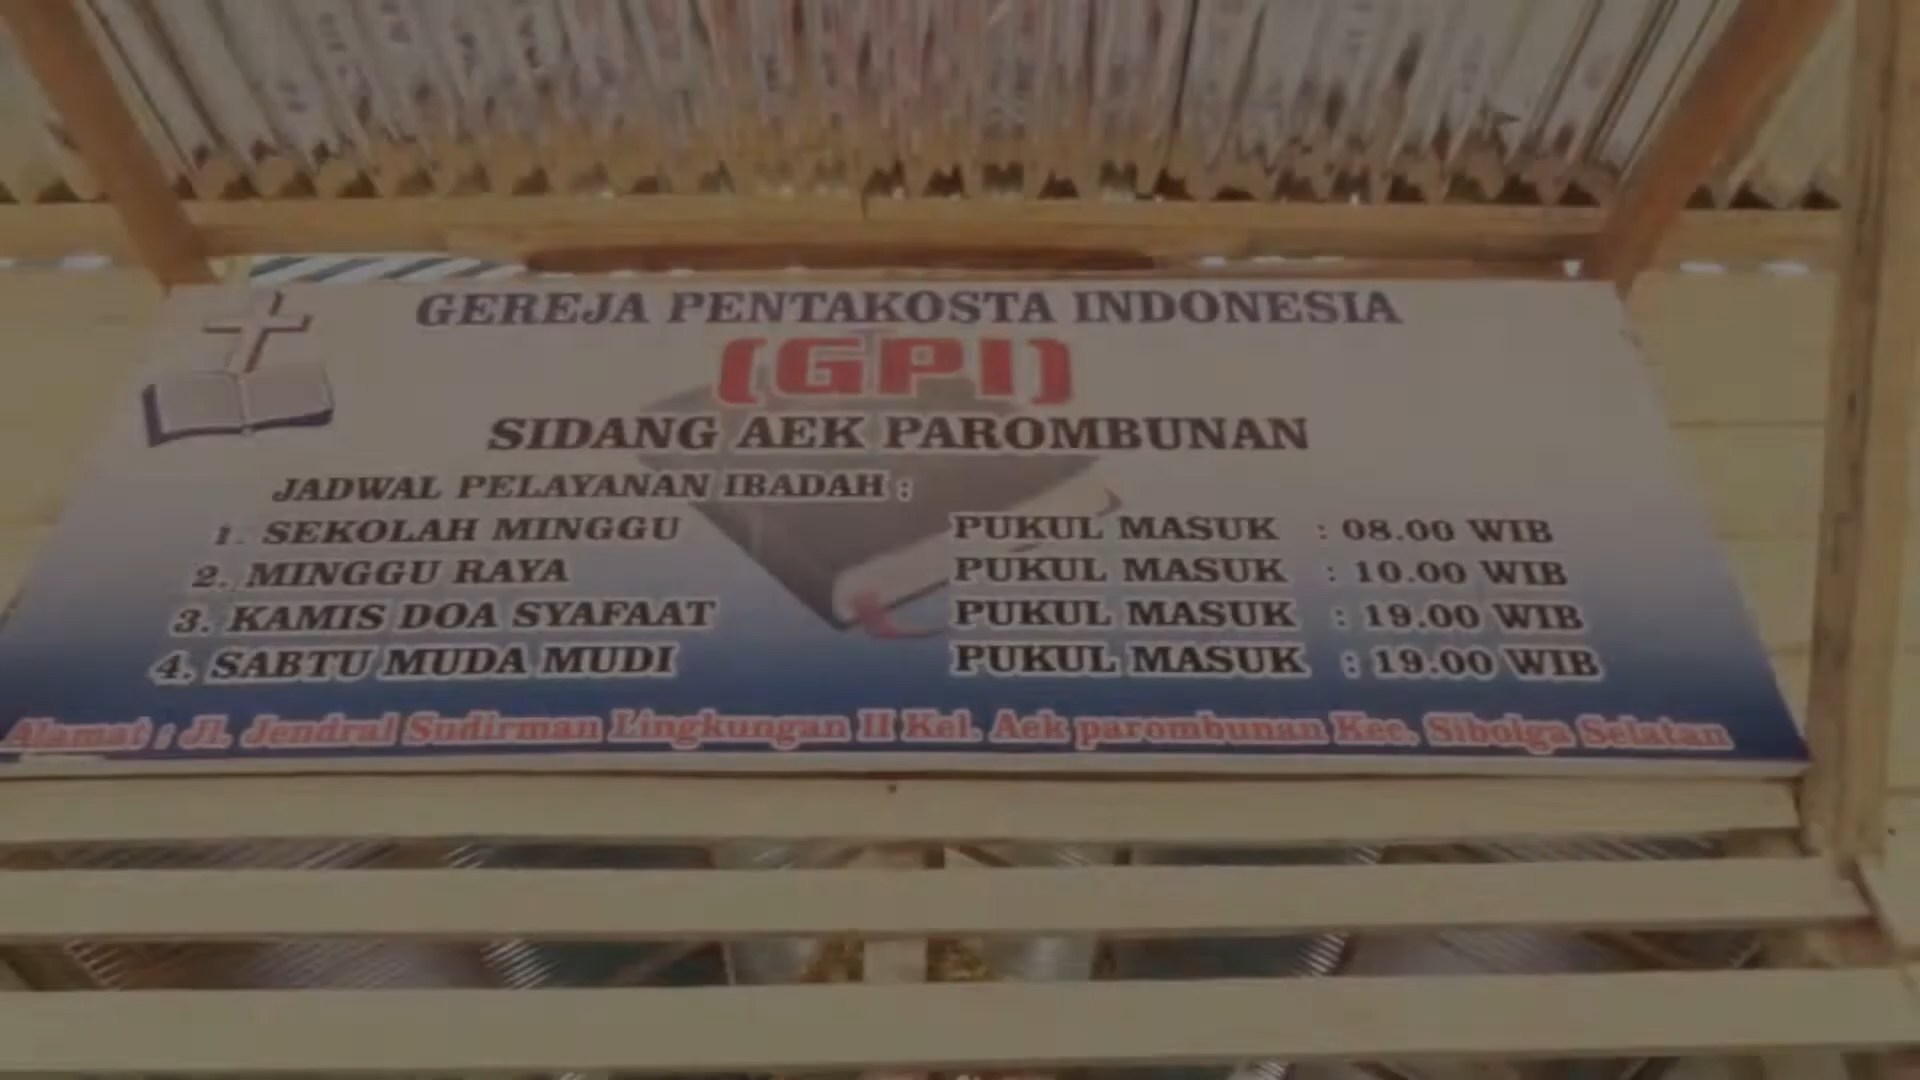 GEREJA PENTAKOSTA INDONESIA
(GPI)
SIDANG AEK PAROMBUNAN
JADWAL PELAYANAN IBADAH :
1. SEKOLAH MINGGU PUKUL MASUK : 08.00 WIB
2. MINGGU RAYA PUKUL MASUK : 10.00 WIB
3. KAMIS DOA SYAFAAT PUKUL MASUK : 19.00 WIB
4. SABTU MUDA MUDI PUKUL MASUK : 19.00 WIB
Alamat : Jl. Jendral Sudirman Lingkungan II Kel. Aek parombunan Kec. Sibolga Selatan